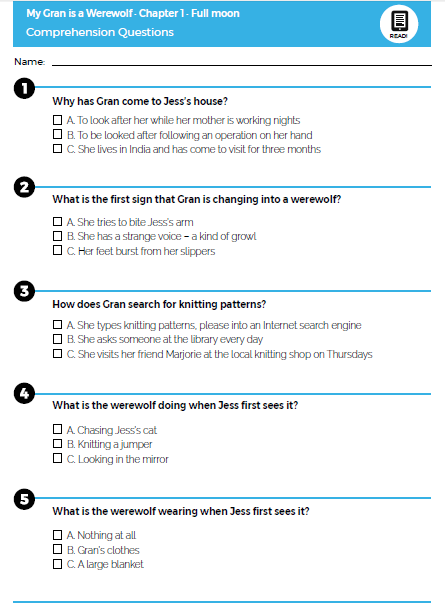 My Gran is a Werewolf - Chapter 1 - Full moon
Comprehension Questions
READ!
Name:
1
Why has Gran come to Jess's house?
A. To look after her while her mother is working nights
B. To be looked after following an operation on her hand
C. She lives in India and has come to visit for three months
2
What is the first sign that Gran is changing into a werewolf?
A. She tries to bite Jess's arm
B. She has a strange voice – a kind of growl
C. Her feet burst from her slippers
3
How does Gran search for knitting patterns?
A. She types knitting patterns, please into an Internet search engine
B. She asks someone at the library every day
C. She visits her friend Marjorie at the local knitting shop on Thursdays
4
What is the werewolf doing when Jess first sees it?
A. Chasing Jess's cat
B. Knitting a jumper
C. Looking in the mirror
5
What is the werewolf wearing when Jess first sees it?
A. Nothing at all
B. Gran's clothes
C. A large blanket